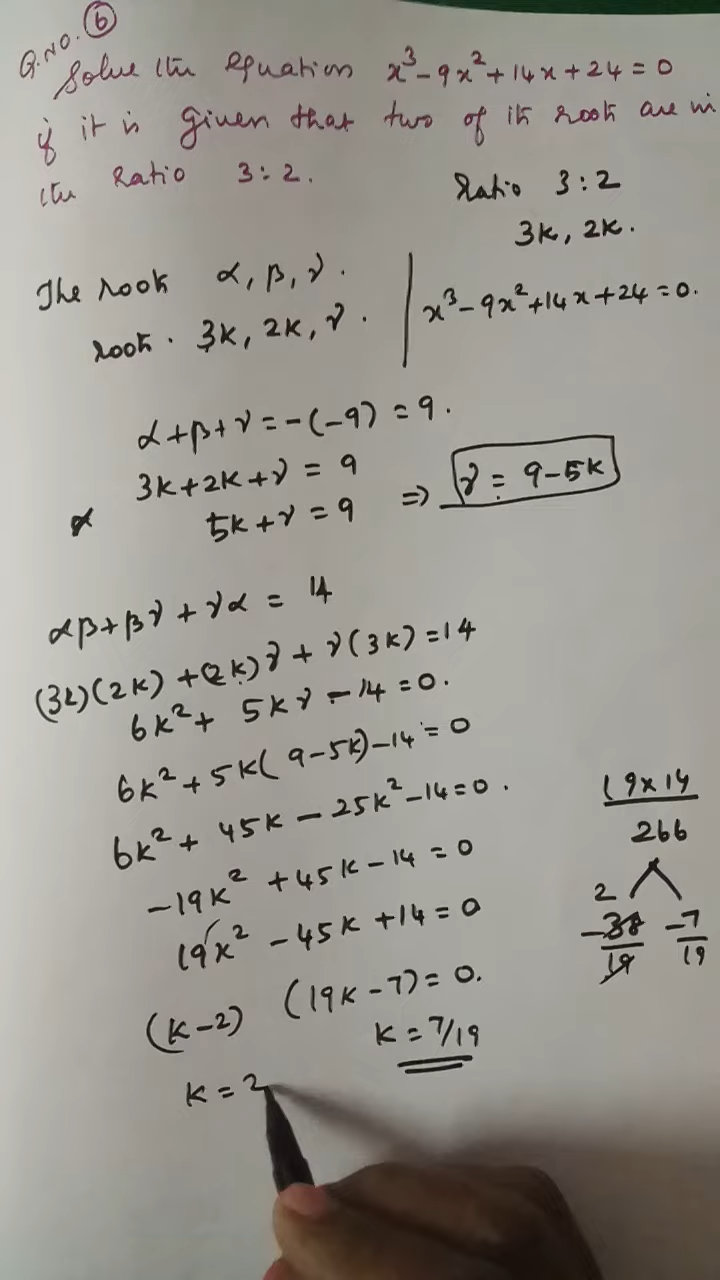 Q.NO. ⑥
Solve the equation x³ - 9x² + 14x + 24 = 0
if it is given that two of its roots are in
the Ratio 3:2.
Ratio 3:2
3k, 2k.
The roots α, β, γ.
roots. 3k, 2k, γ.
x³ - 9x² + 14x + 24 = 0.
α + β + γ = -(-9) = 9.
3k + 2k + γ = 9
5k + γ = 9 ⇒ γ = 9 - 5k
αβ + βγ + γα = 14
(3k)(2k) + (2k)γ + γ(3k) = 14
6k² + 5kγ - 14 = 0.
6k² + 5k(9 - 5k) - 14 = 0
6k² + 45k - 25k² - 14 = 0.
-19k² + 45k - 14 = 0
19x² - 45k + 14 = 0
(k - 2) (19k - 7) = 0.
k = 7/19
k = 2
19 x 14
266
2
-38/19 -7/19